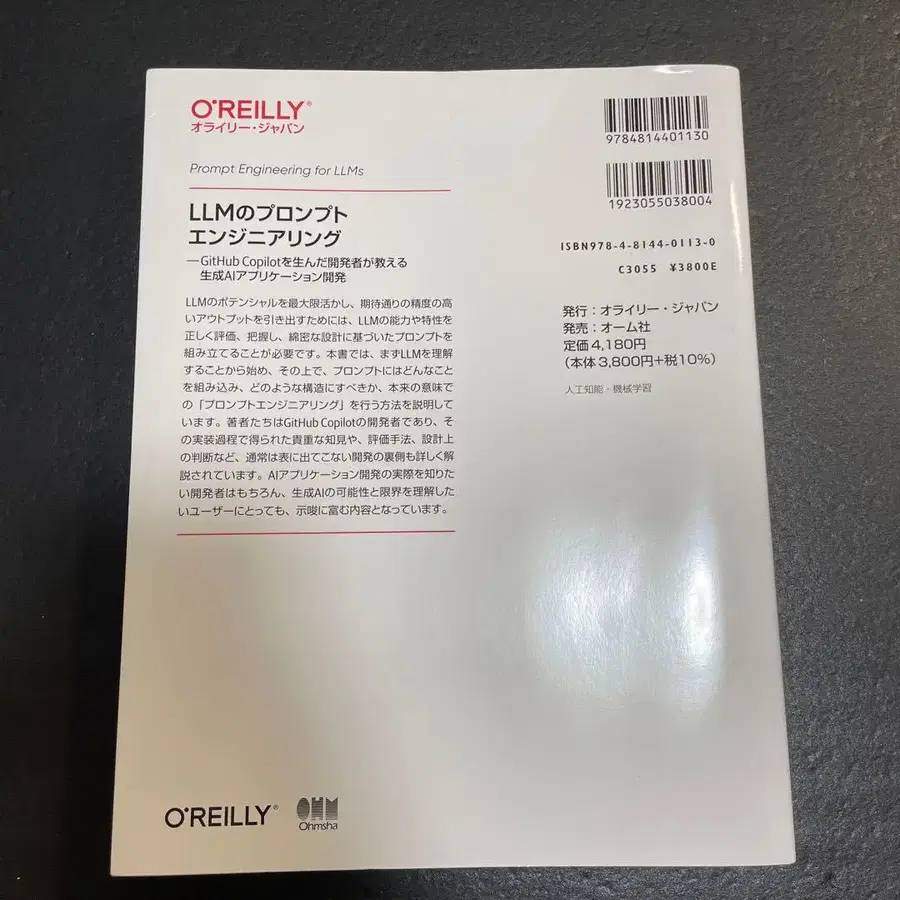 O'REILLY®
オライリー・ジャパン
Prompt Engineering for LLMs
LLMのプロンプト
エンジニアリング
―GitHub Copilotを生んだ開発者が教える
生成AIアプリケーション開発
LLMのポテンシャルを最大限活かし、期待通りの精度の高
いアウトプットを引き出すためには、LLMの能力や特性を
正しく評価、把握し、綿密な設計に基づいたプロンプトを
組み立てることが必要です。本書では、まずLLMを理解
することから始め、その上で、プロンプトにはどんなこと
を組み込み、どのような構造にすべきか、本来の意味で
の「プロンプトエンジニアリング」を行う方法を説明して
います。著者たちはGitHub Copilotの開発者であり、そ
の実装過程で得られた貴重な知見や、評価手法、設計上
の判断など、通常は表に出てこない開発の裏側も詳しく解
説されています。AIアプリケーション開発の実際を知りた
い開発者はもちろん、生成AIの可能性と限界を理解した
いユーザーにとっても、示唆に富む内容となっています。
9784814401130
1923055038004
ISBN978-4-8144-0113-0
C3055 ¥3800E
発行：オライリー・ジャパン
発売：オーム社
定価4,180円
（本体3,800円+税10%）
人工知能・機械学習
O'REILLY®
OHM
Ohmsha